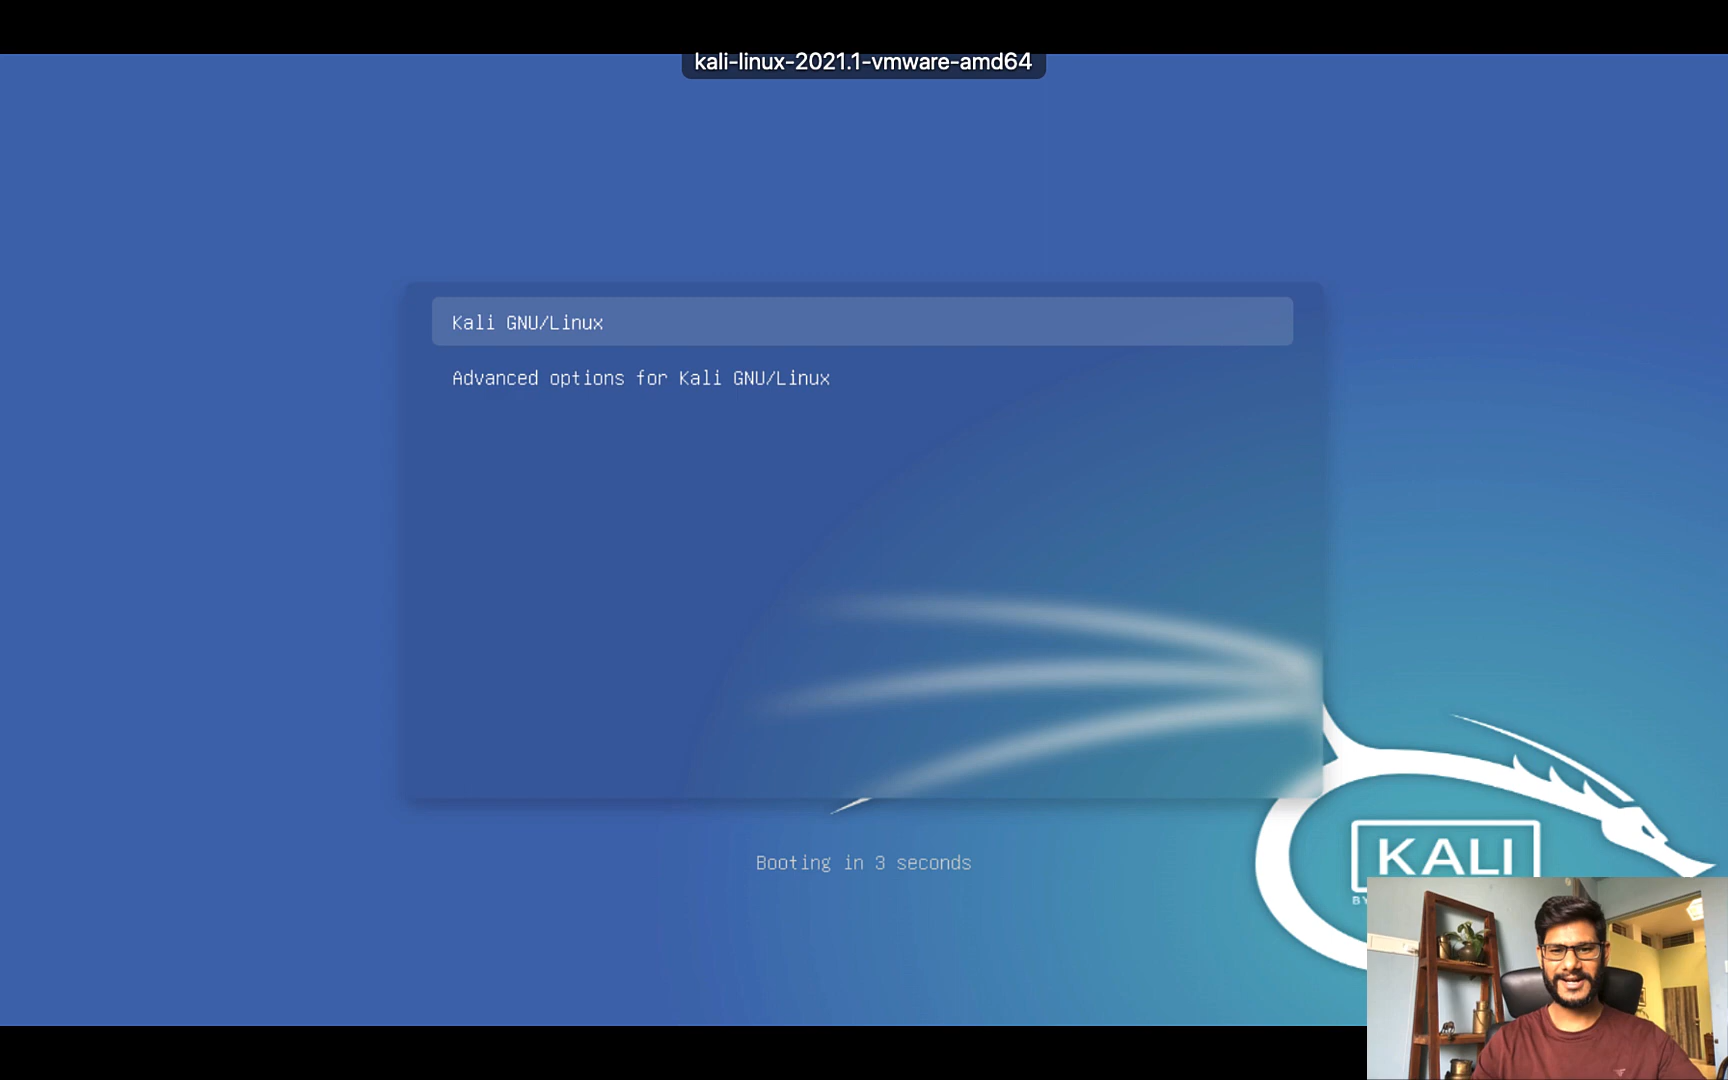 kali-linux-2021.1-vmware-amd64
Kali GNU/Linux
Advanced options for Kali GNU/Linux
Booting in 3 seconds
KALI
BY